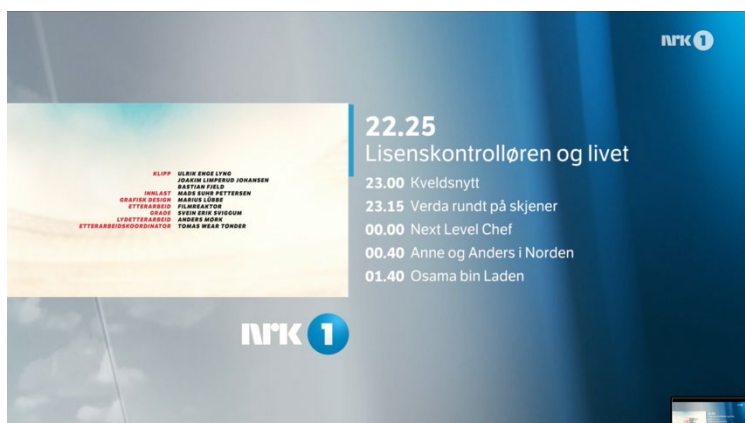 nrk 1
KLIPP ULRIK ENGE LYNG
JOAKIM LIMPERUD JOHANSEN
BASTIAN FJELD
INNLAST MADS SUHR PETTERSEN
GRAFISK DESIGN MARIUS LÜBBE
ETTERARBEID FILMREAKTOR
GRADE SVEIN ERIK SVIGGUM
LYDETTERARBEID ANDERS MORK
ETTERARBEIDSKOORDINATOR TOMAS WEAR TONDER
22.25
Lisenskontrolløren og livet
23.00 Kveldsnytt
23.15 Verda rundt på skjener
00.00 Next Level Chef
00.40 Anne og Anders i Norden
01.40 Osama bin Laden
nrk 1